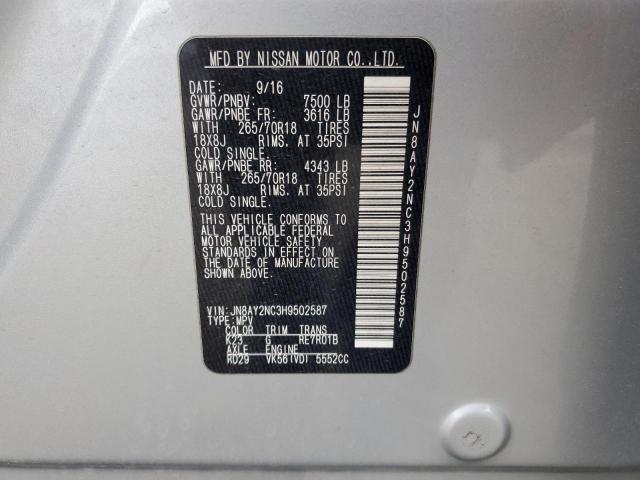 MFD BY NISSAN MOTOR CO.,LTD.
DATE: 9/16
GVWR/PNBV: 7500 LB
GAWR/PNBE FR: 3616 LB
WITH 265/70R18 TIRES
18X8J RIMS. AT 35PSI
COLD SINGLE.
GAWR/PNBE RR: 4343 LB
WITH 265/70R18 TIRES
18X8J RIMS. AT 35PSI
COLD SINGLE.
THIS VEHICLE CONFORMS TO
ALL APPLICABLE FEDERAL
MOTOR VEHICLE SAFETY
STANDARDS IN EFFECT ON
THE DATE OF MANUFACTURE
SHOWN ABOVE.
VIN: JN8AY2NC3H9502587
TYPE: MPV
COLOR TRIM TRANS
K23 G RE7R01B
AXLE ENGINE
RD29 VK56(VD) 5552CC
JN8AY2NC3H9502587